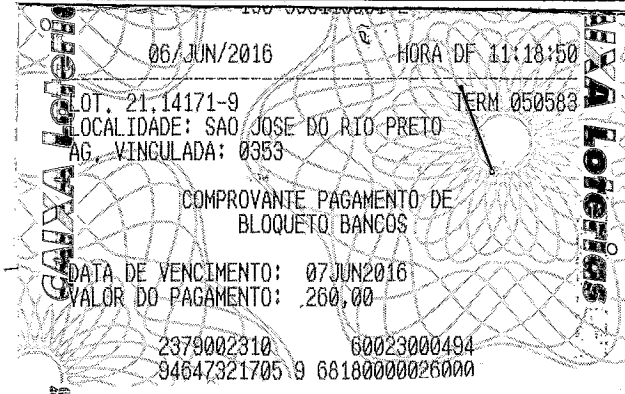 06/JUN/2016 HORA DF 11:18:50
LOT. 21.14171-9 TERM 050583
LOCALIDADE: SAO JOSE DO RIO PRETO
AG. VINCULADA: 0353
COMPROVANTE PAGAMENTO DE
BLOQUETO BANCOS
DATA DE VENCIMENTO: 07JUN2016
VALOR DO PAGAMENTO: 260,00
2379002310 60023000494
94647321705 9 68180000026000
CAIXA Loterias
CAIXA Loterias